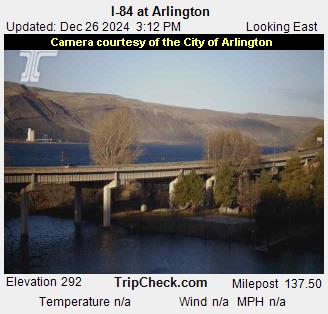 I-84 at Arlington
Updated: Dec 26 2024 3:12 PM Looking East
Camera courtesy of the City of Arlington
Elevation 292 TripCheck.com Milepost 137.50
Temperature n/a Wind n/a MPH n/a